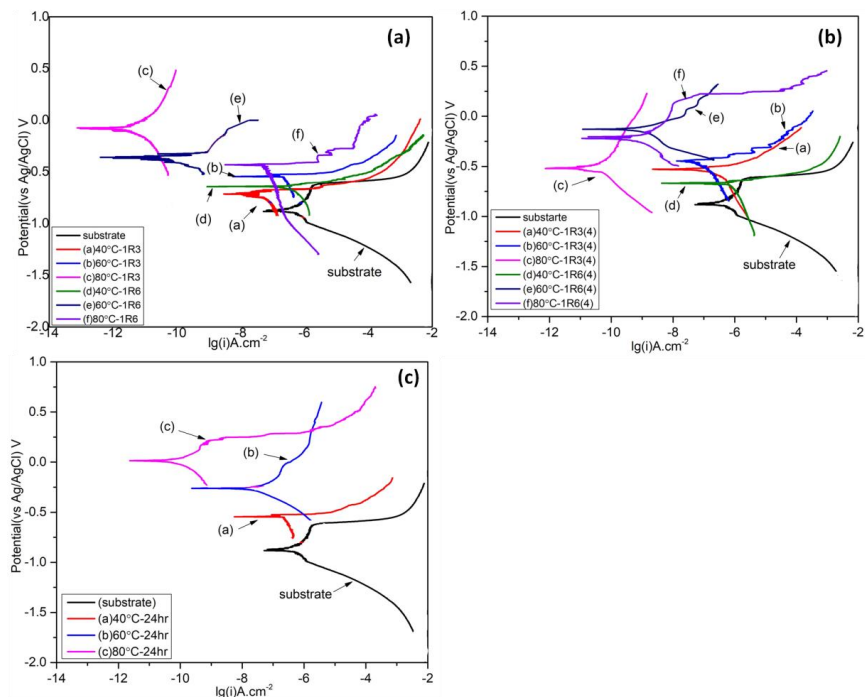 (a)
1.0
0.5
0.0
-0.5
-1.0
-1.5
-2.0
Potential(vs Ag/AgCl) V
(c)
(e)
(f)
(b)
(d)
(a)
substrate
substrate
(a)40°C-1R3
(b)60°C-1R3
(c)80°C-1R3
(d)40°C-1R6
(e)60°C-1R6
(f)80°C-1R6
-14 -12 -10 -8 -6 -4 -2
lg(i)A.cm⁻²
(b)
1.0
0.5
0.0
-0.5
-1.0
-1.5
-2.0
Potential(vs Ag/AgCl) V
(f)
(e)
(b)
(a)
(c)
(d)
substrate
substarte
(a)40°C-1R3(4)
(b)60°C-1R3(4)
(c)80°C-1R3(4)
(d)40°C-1R6(4)
(e)60°C-1R6(4)
(f)80°C-1R6(4)
-14 -12 -10 -8 -6 -4 -2
lg(i)A.cm⁻²
(c)
1.0
0.5
0.0
-0.5
-1.0
-1.5
-2.0
Potential(vs Ag/AgCl) V
(c)
(b)
(a)
substrate
(substrate)
(a)40°C-24hr
(b)60°C-24hr
(c)80°C-24hr
-14 -12 -10 -8 -6 -4 -2
lg(i)A.cm⁻²